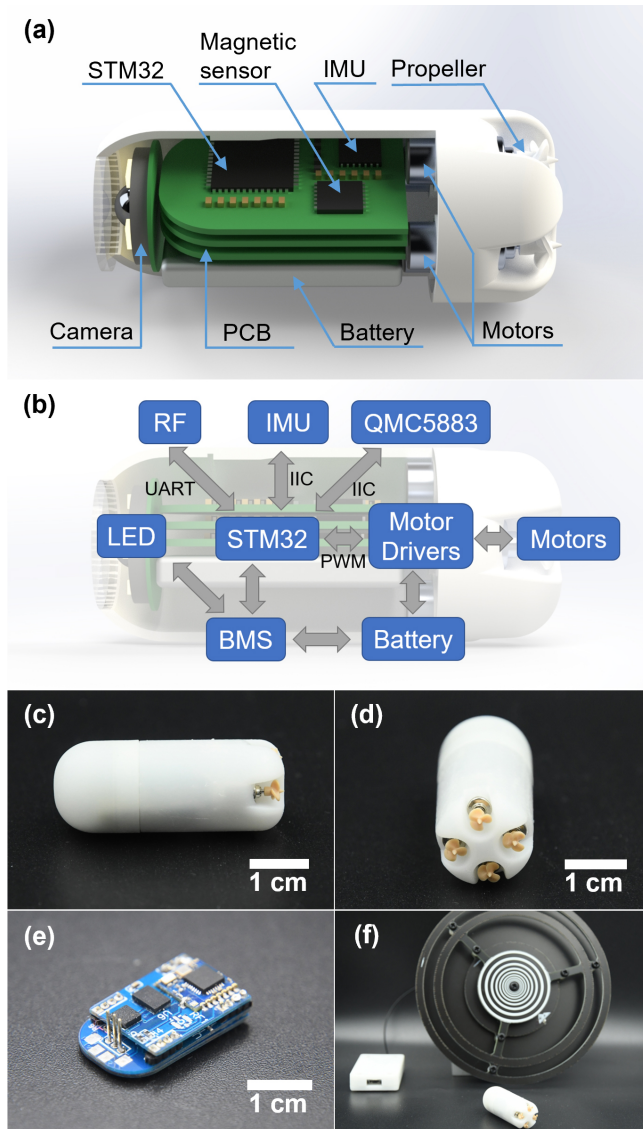 (a)
STM32
Magnetic
sensor
IMU
Propeller
Camera
PCB
Battery
Motors
(b)
RF
IMU
QMC5883
UART
IIC
IIC
LED
STM32
PWM
Motor
Drivers
Motors
BMS
Battery
(c)
1 cm
(d)
1 cm
(e)
1 cm
(f)